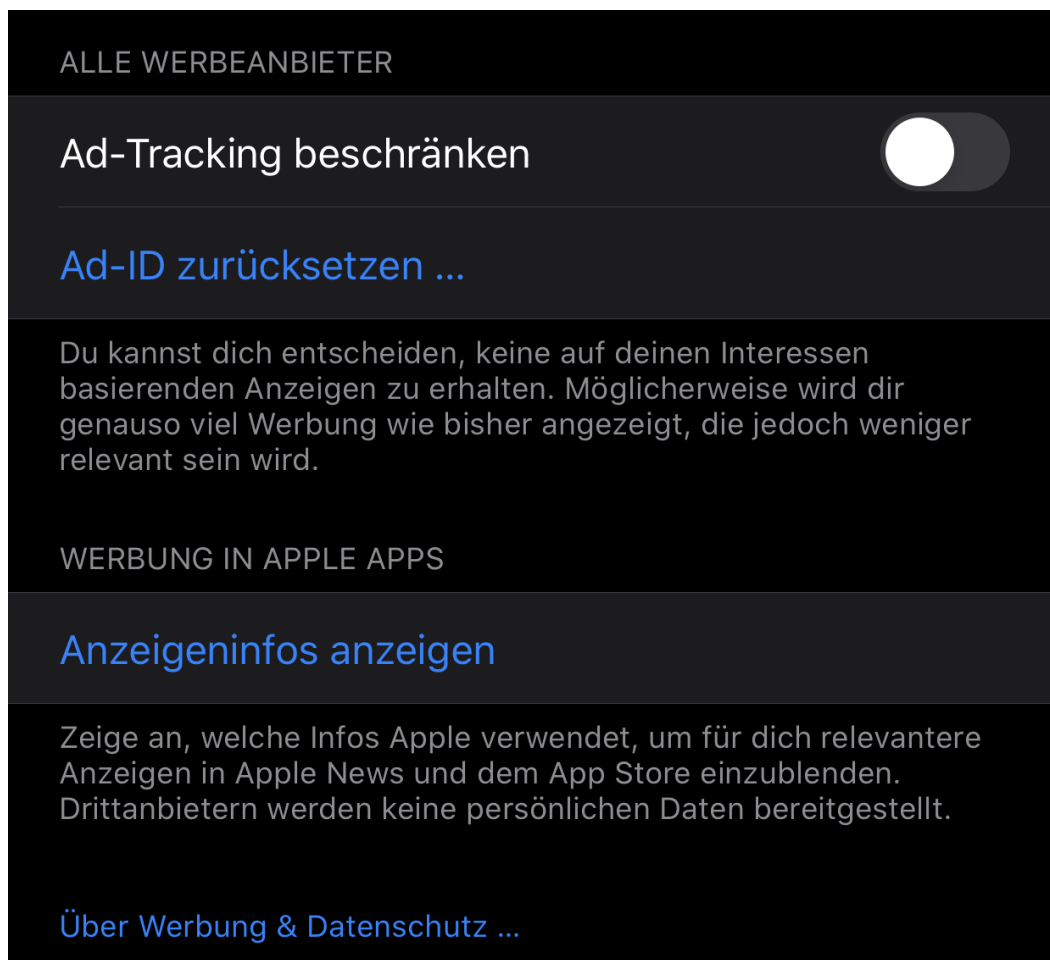 ALLE WERBEANBIETER
Ad-Tracking beschränken
Ad-ID zurücksetzen ...
Du kannst dich entscheiden, keine auf deinen Interessen
basierenden Anzeigen zu erhalten. Möglicherweise wird dir
genauso viel Werbung wie bisher angezeigt, die jedoch weniger
relevant sein wird.
WERBUNG IN APPLE APPS
Anzeigeninfos anzeigen
Zeige an, welche Infos Apple verwendet, um für dich relevantere
Anzeigen in Apple News und dem App Store einzublenden.
Drittanbietern werden keine persönlichen Daten bereitgestellt.
Über Werbung & Datenschutz ...